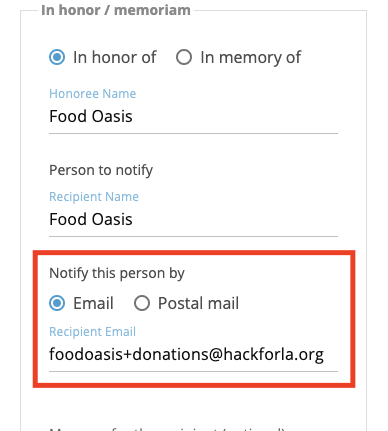 In honor / memoriam
In honor of In memory of
Honoree Name
Food Oasis
Person to notify
Recipient Name
Food Oasis
Notify this person by
Email Postal mail
Recipient Email
foodoasis+donations@hackforla.org